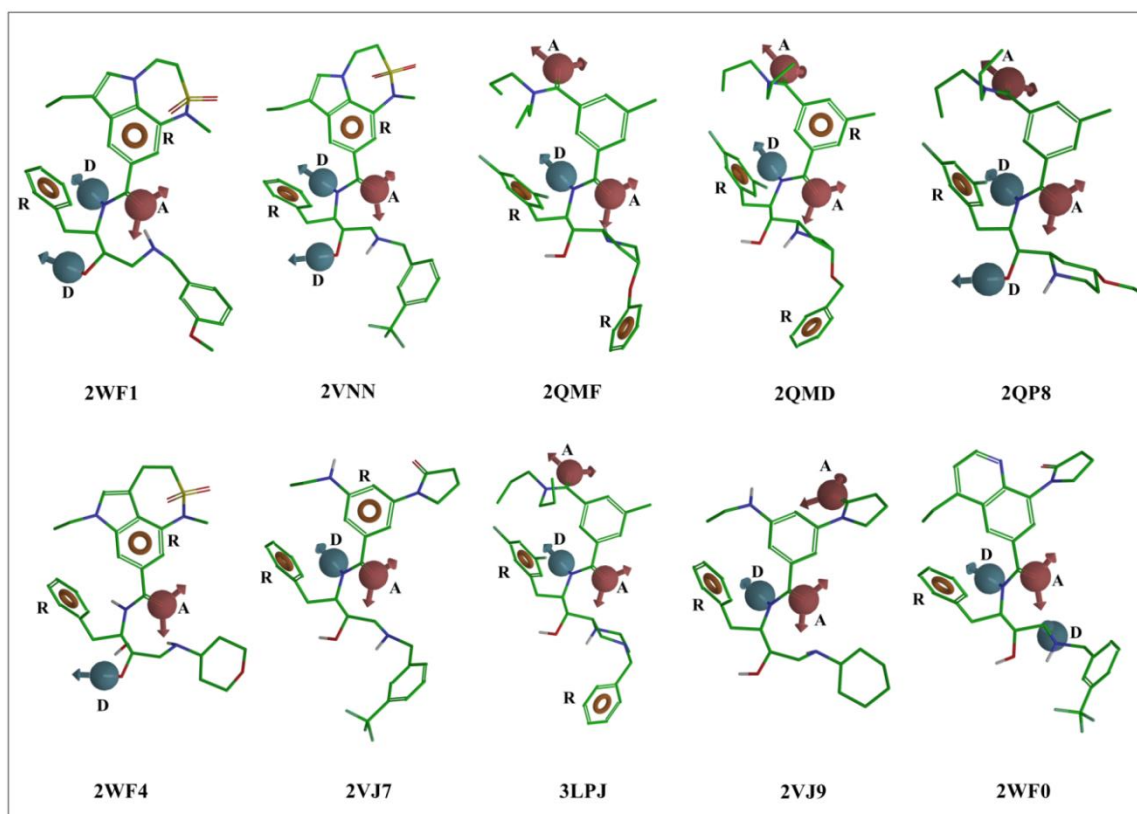 A A A
R R R
D D D D D
A A A A A
R R R R R
D D D
R R
2WF1 2VNN 2QMF 2QMD 2QP8
A A
R R
D D D D
R R R R R
A A A A A
D D
R
2WF4 2VJ7 3LPJ 2VJ9 2WF0